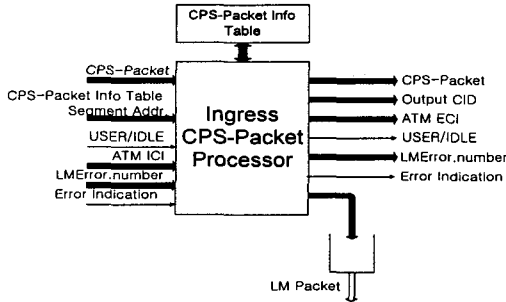 CPS-Packet Info
Table
CPS-Packet
CPS-Packet Info Table
Segment Addr.
USER/IDLE
ATM ICI
LMError.number
Error Indication
Ingress
CPS-Packet
Processor
CPS-Packet
Output CID
ATM ECI
USER/IDLE
LMError.number
Error Indication
LM Packet